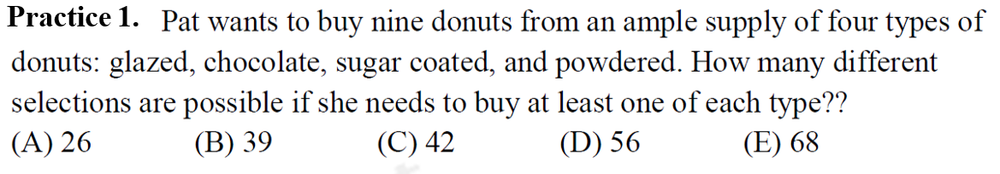 Practice 1. Pat wants to buy nine donuts from an ample supply of four types of
donuts: glazed, chocolate, sugar coated, and powdered. How many different
selections are possible if she needs to buy at least one of each type??
(A) 26 (B) 39 (C) 42 (D) 56 (E) 68